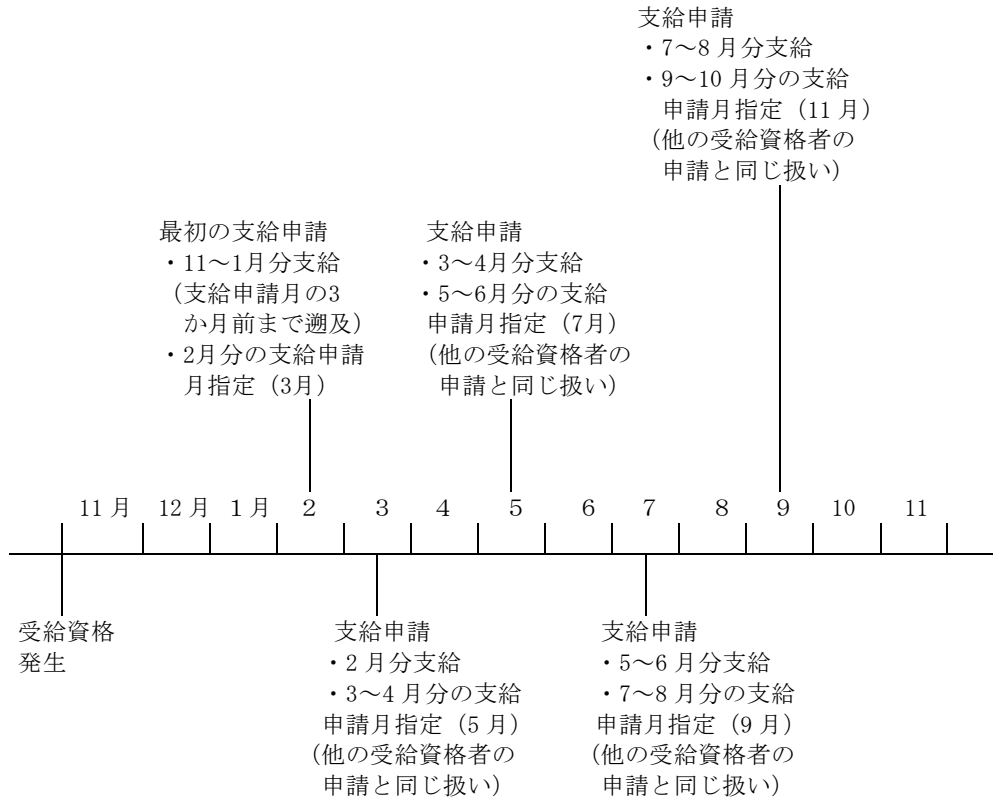 支給申請
・7～8 月分支給
・9～10 月分の支給
申請月指定（11 月）
（他の受給資格者の
申請と同じ扱い）
最初の支給申請
・11～1月分支給
（支給申請月の3
か月前まで遡及）
・2月分の支給申請
月指定（3月）
支給申請
・3～4月分支給
・5～6月分の支給
申請月指定（7月）
（他の受給資格者の
申請と同じ扱い）
11 月 12 月 1 月 2 3 4 5 6 7 8 9 10 11
受給資格
発生
支給申請
・2 月分支給
・3～4 月分の支給
申請月指定（5 月）
（他の受給資格者の
申請と同じ扱い）
支給申請
・5～6 月分支給
・7～8 月分の支給
申請月指定（9 月）
（他の受給資格者の
申請と同じ扱い）